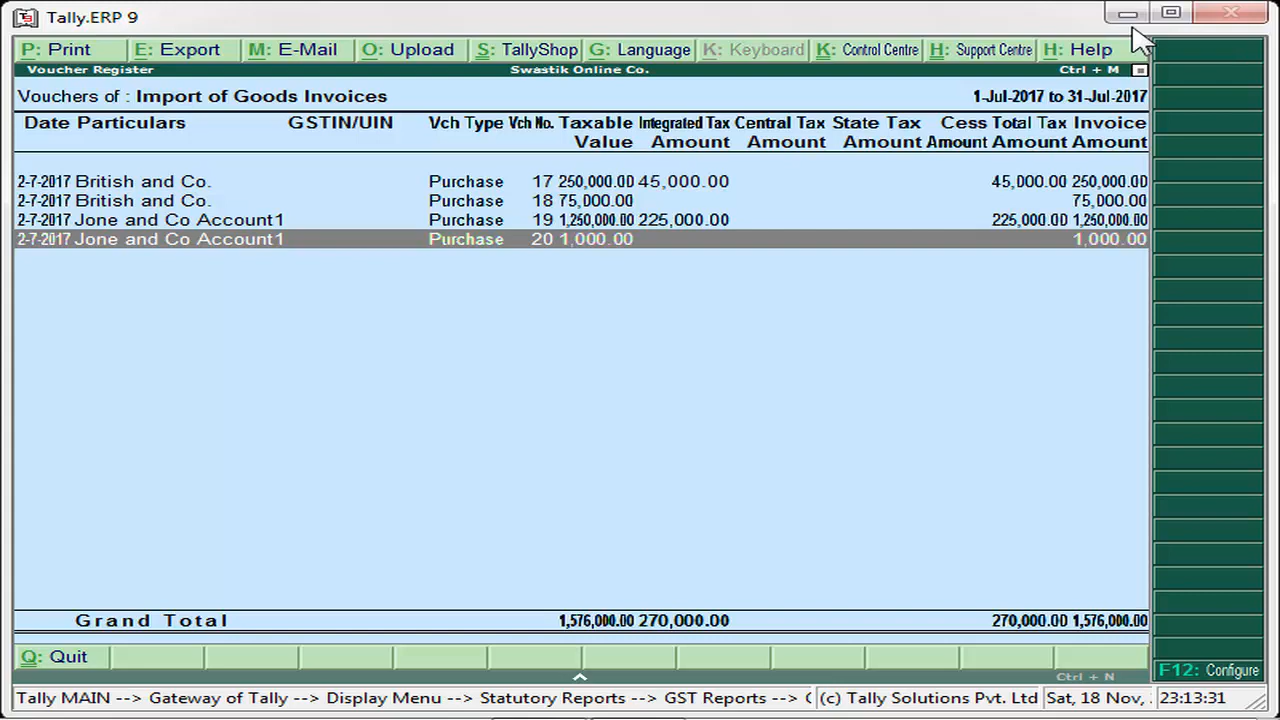 Tally.ERP 9
P: Print E: Export M: E-Mail O: Upload S: TallyShop G: Language K: Keyboard K: Control Centre H: Support Centre H: Help
Voucher Register Swastik Online Co. Ctrl + M
Vouchers of : Import of Goods Invoices 1-Jul-2017 to 31-Jul-2017
Date Particulars GSTIN/UIN Vch Type Vch No. Taxable Integrated Tax Central Tax State Tax Cess Total Tax Invoice
Value Amount Amount Amount Amount Amount Amount
2-7-2017 British and Co. Purchase 17 250,000.00 45,000.00 45,000.00 250,000.00
2-7-2017 British and Co. Purchase 18 75,000.00 75,000.00
2-7-2017 Jone and Co Account1 Purchase 19 1,250,000.00 225,000.00 225,000.00 1,250,000.00
2-7-2017 Jone and Co Account1 Purchase 20 1,000.00 1,000.00
Grand Total 1,576,000.00 270,000.00 270,000.00 1,576,000.00
Q: Quit
F12: Configure
Ctrl + N
Tally MAIN --> Gateway of Tally --> Display Menu --> Statutory Reports --> GST Reports --> (c) Tally Solutions Pvt. Ltd Sat, 18 Nov, 23:13:31